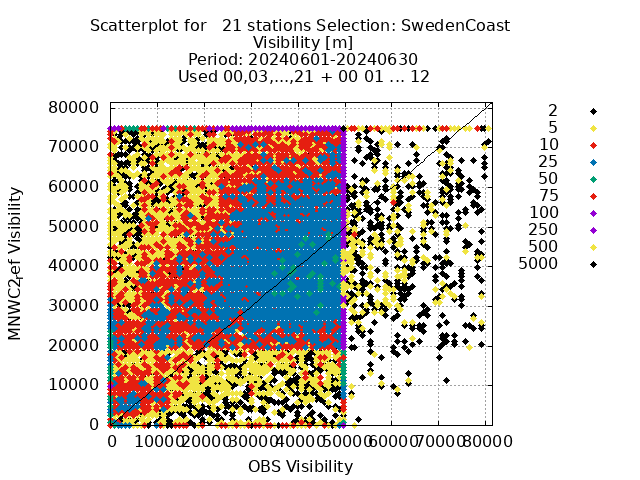 Scatterplot for 21 stations Selection: SwedenCoast
Visibility [m]
Period: 20240601-20240630
Used 00,03,...,21 + 00 01 ... 12
80000
70000
60000
50000
40000
30000
20000
10000
0
MNWC2,ef Visibility
0 10000 20000 30000 40000 50000 60000 70000 80000
OBS Visibility
2
5
10
25
50
75
100
250
500
5000